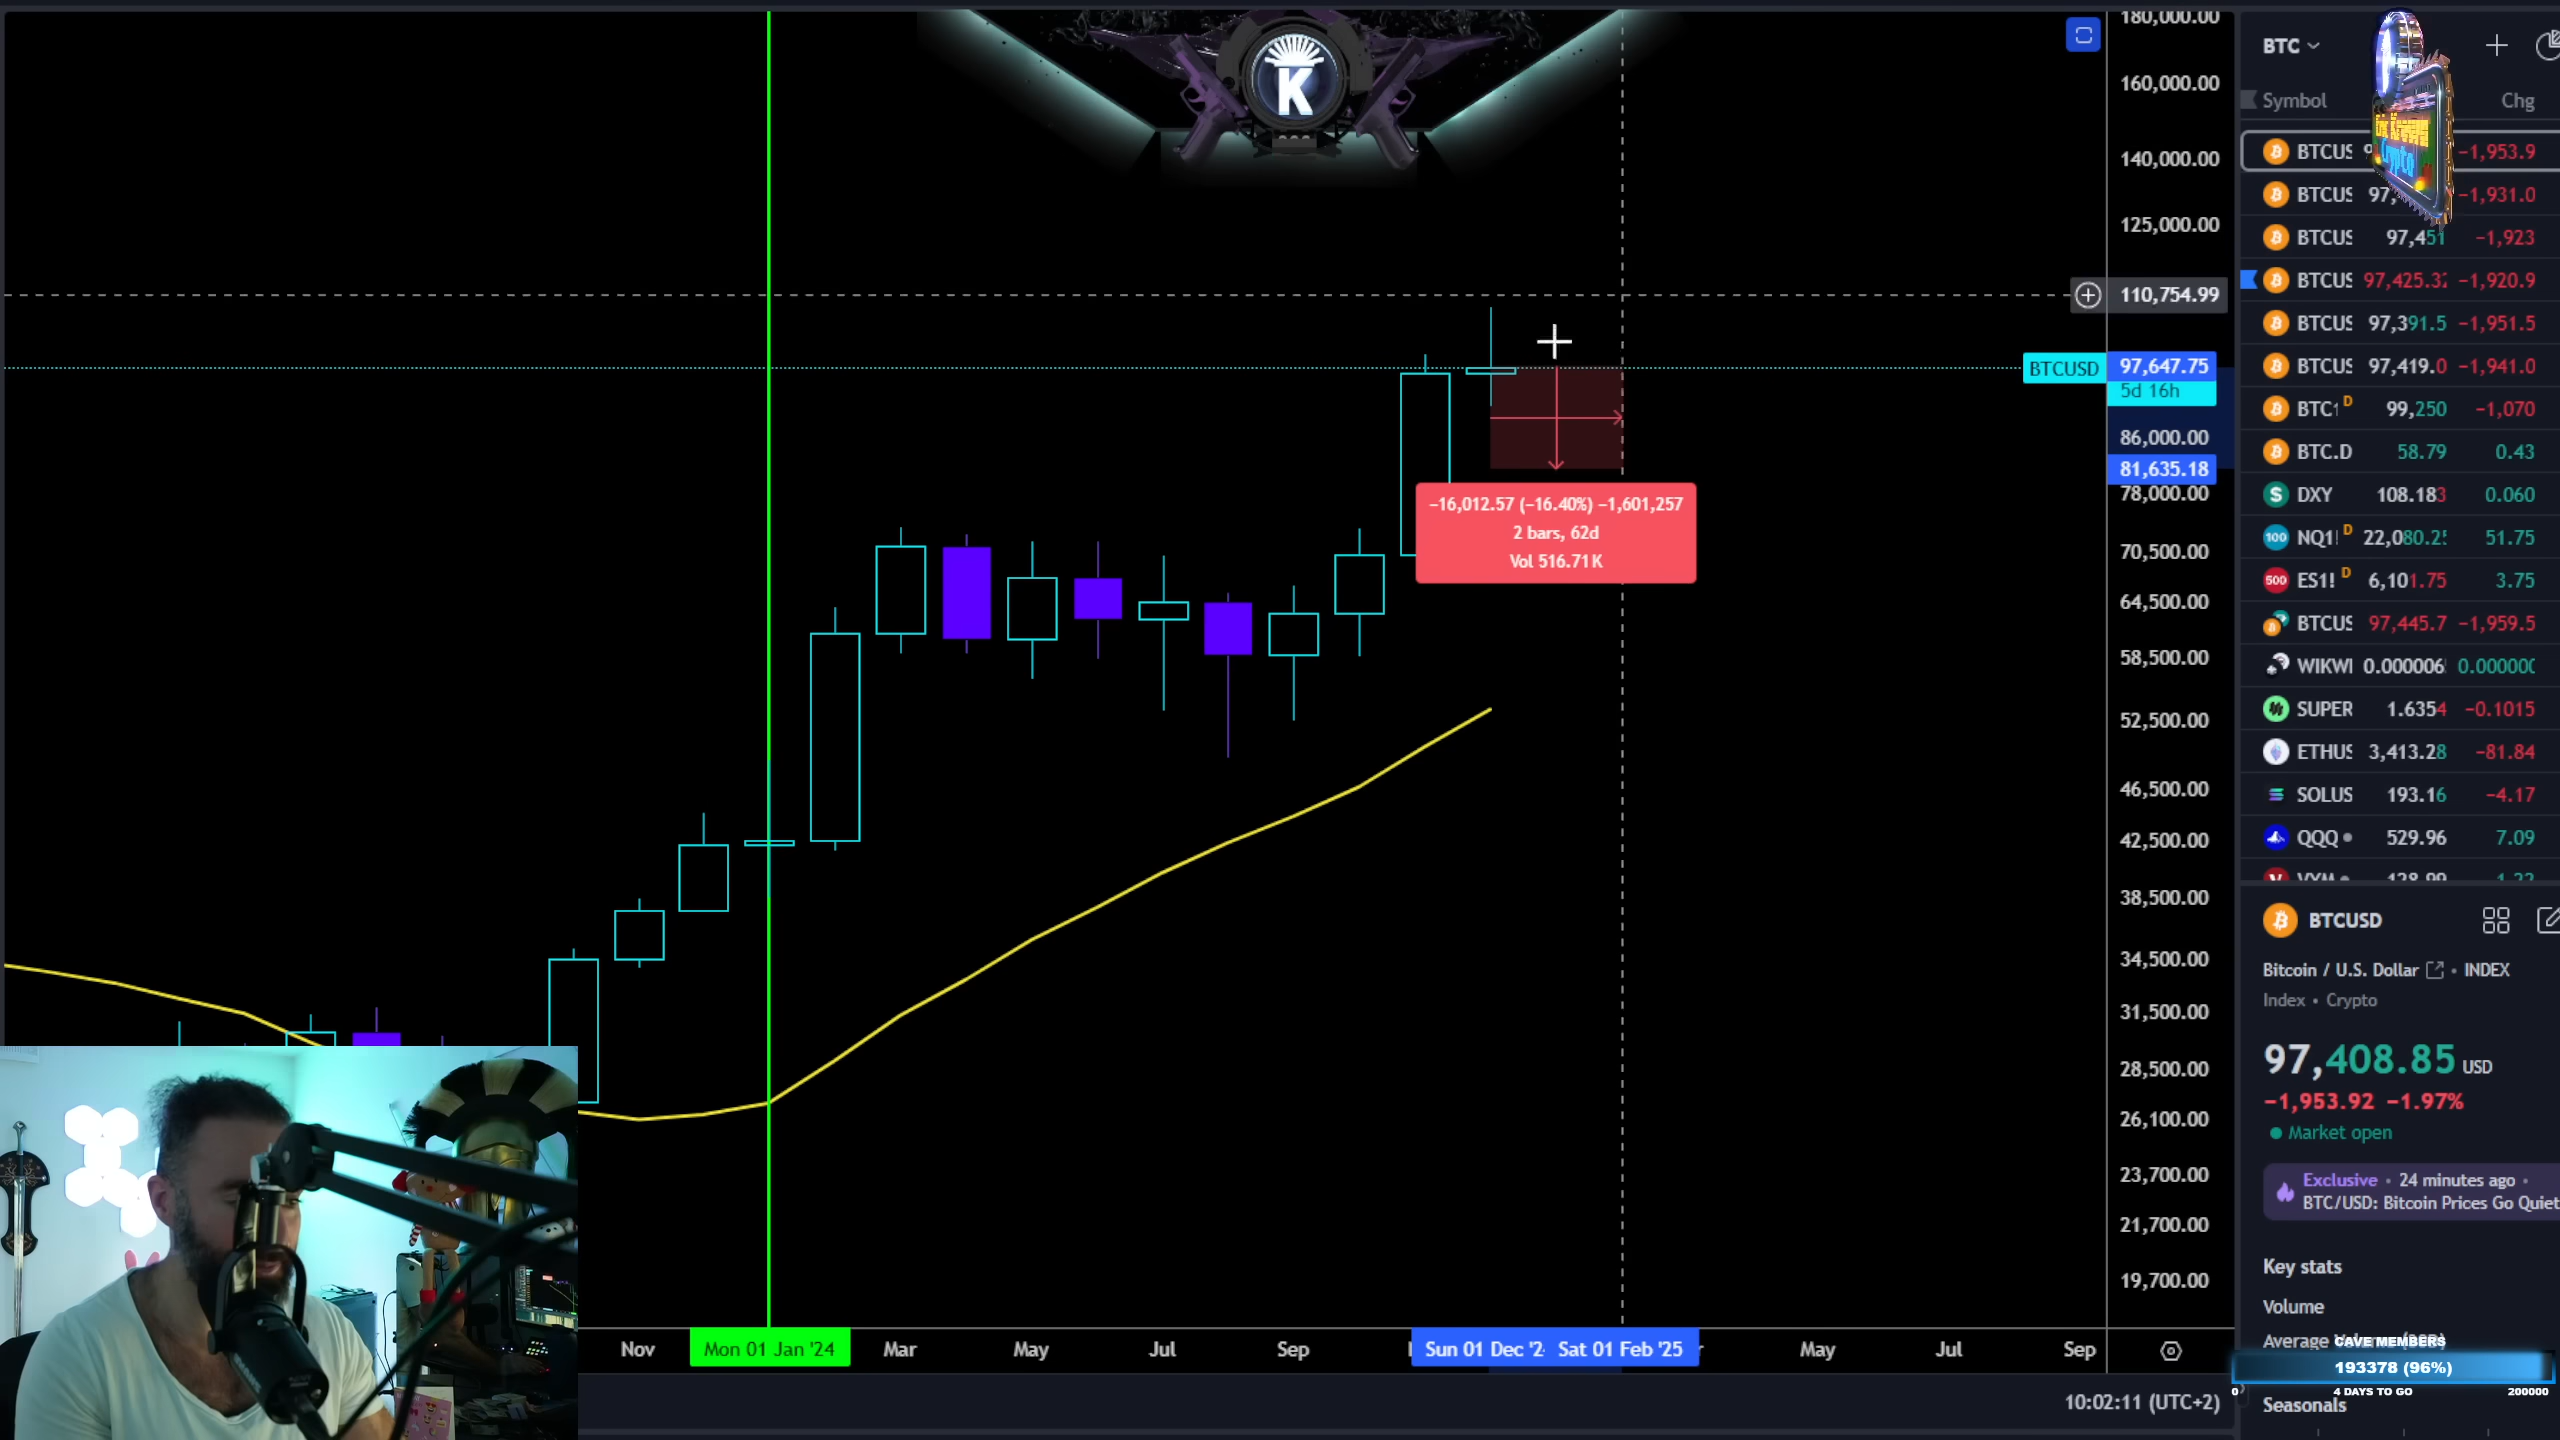 K
180,000.00
160,000.00
140,000.00
125,000.00
110,754.99
BTCUSD 97,647.75
5d 16h
86,000.00
81,635.18
78,000.00
70,500.00
64,500.00
58,500.00
52,500.00
46,500.00
42,500.00
38,500.00
34,500.00
31,500.00
28,500.00
26,100.00
23,700.00
21,700.00
19,700.00
−16,012.57 (−16.40%) −1,601,257
2 bars, 62d
Vol 516.71K
Nov
Mon 01 Jan '24
Mar
May
Jul
Sep
Sun 01 Dec '2
Sat 01 Feb '25
May
Jul
Sep
10:02:11 (UTC+2)
BTC
Symbol Chg
Crypto
BTCUS −1,953.9
BTCUS 97, −1,931.0
BTCUS 97,451 −1,923
BTCUS 97,425.32 −1,920.9
BTCUS 97,391.5 −1,951.5
BTCUS 97,419.0 −1,941.0
BTC1 D 99,250 −1,070
BTC.D 58.79 0.43
DXY 108.183 0.060
NQ1! D 22,080.25 51.75
ES1! D 6,101.75 3.75
BTCUS 97,445.7 −1,959.5
WIKWI 0.000006 0.000000
SUPER 1.6354 −0.1015
ETHUS 3,413.28 −81.84
SOLUS 193.16 −4.17
QQQ 529.96 7.09
VYM 128.99 1.22
BTCUSD
Bitcoin / U.S. Dollar • INDEX
Index • Crypto
97,408.85 USD
−1,953.92 −1.97%
Market open
Exclusive • 24 minutes ago •
BTC/USD: Bitcoin Prices Go Quiet
Key stats
Volume
Average
CAVE MEMBERS
193378 (96%)
0 4 DAYS TO GO 200000
Seasonals